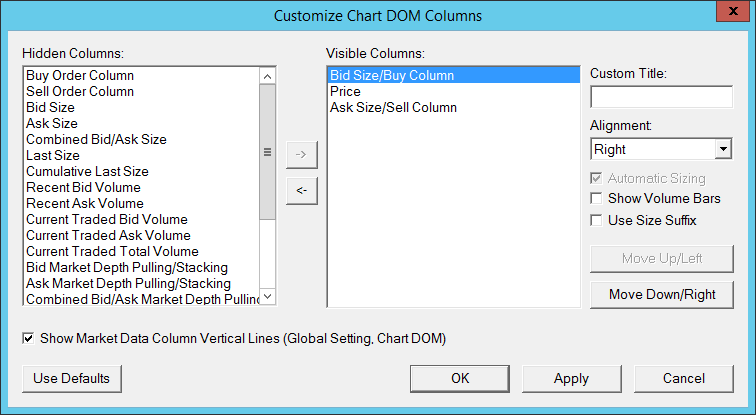 Customize Chart DOM Columns
x
Hidden Columns:
Buy Order Column
Sell Order Column
Bid Size
Ask Size
Combined Bid/Ask Size
Last Size
Cumulative Last Size
Recent Bid Volume
Recent Ask Volume
Current Traded Bid Volume
Current Traded Ask Volume
Current Traded Total Volume
Bid Market Depth Pulling/Stacking
Ask Market Depth Pulling/Stacking
Combined Bid/Ask Market Depth Pulling
->
<-
Visible Columns:
Bid Size/Buy Column
Price
Ask Size/Sell Column
Custom Title:
Alignment:
Right
Automatic Sizing
Show Volume Bars
Use Size Suffix
Move Up/Left
Move Down/Right
Show Market Data Column Vertical Lines (Global Setting, Chart DOM)
Use Defaults
OK
Apply
Cancel